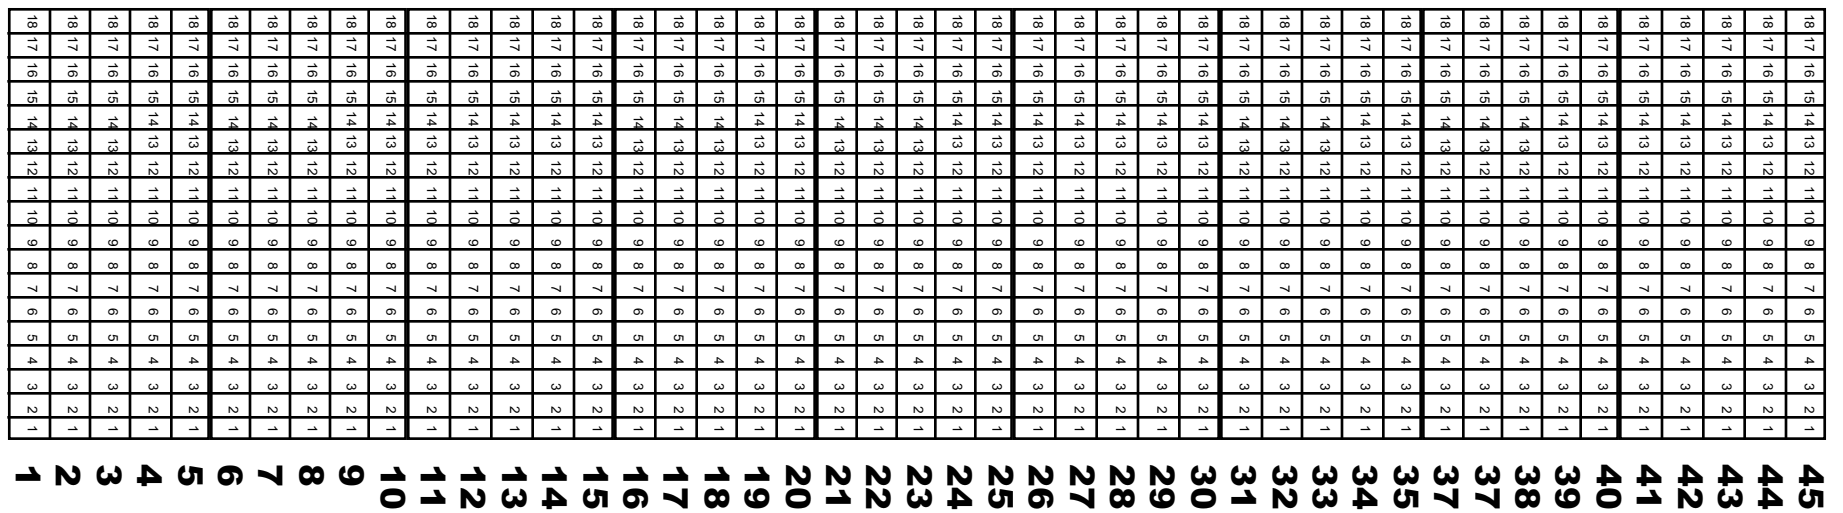 18 17 16 15 14 13 12 11 10 9 8 7 6 5 4 3 2 1 45
18 17 16 15 14 13 12 11 10 9 8 7 6 5 4 3 2 1 44
18 17 16 15 14 13 12 11 10 9 8 7 6 5 4 3 2 1 43
18 17 16 15 14 13 12 11 10 9 8 7 6 5 4 3 2 1 42
18 17 16 15 14 13 12 11 10 9 8 7 6 5 4 3 2 1 41
18 17 16 15 14 13 12 11 10 9 8 7 6 5 4 3 2 1 40
18 17 16 15 14 13 12 11 10 9 8 7 6 5 4 3 2 1 39
18 17 16 15 14 13 12 11 10 9 8 7 6 5 4 3 2 1 38
18 17 16 15 14 13 12 11 10 9 8 7 6 5 4 3 2 1 37
18 17 16 15 14 13 12 11 10 9 8 7 6 5 4 3 2 1 37
18 17 16 15 14 13 12 11 10 9 8 7 6 5 4 3 2 1 35
18 17 16 15 14 13 12 11 10 9 8 7 6 5 4 3 2 1 34
18 17 16 15 14 13 12 11 10 9 8 7 6 5 4 3 2 1 33
18 17 16 15 14 13 12 11 10 9 8 7 6 5 4 3 2 1 32
18 17 16 15 14 13 12 11 10 9 8 7 6 5 4 3 2 1 31
18 17 16 15 14 13 12 11 10 9 8 7 6 5 4 3 2 1 30
18 17 16 15 14 13 12 11 10 9 8 7 6 5 4 3 2 1 29
18 17 16 15 14 13 12 11 10 9 8 7 6 5 4 3 2 1 28
18 17 16 15 14 13 12 11 10 9 8 7 6 5 4 3 2 1 27
18 17 16 15 14 13 12 11 10 9 8 7 6 5 4 3 2 1 26
18 17 16 15 14 13 12 11 10 9 8 7 6 5 4 3 2 1 25
18 17 16 15 14 13 12 11 10 9 8 7 6 5 4 3 2 1 24
18 17 16 15 14 13 12 11 10 9 8 7 6 5 4 3 2 1 23
18 17 16 15 14 13 12 11 10 9 8 7 6 5 4 3 2 1 22
18 17 16 15 14 13 12 11 10 9 8 7 6 5 4 3 2 1 21
18 17 16 15 14 13 12 11 10 9 8 7 6 5 4 3 2 1 20
18 17 16 15 14 13 12 11 10 9 8 7 6 5 4 3 2 1 19
18 17 16 15 14 13 12 11 10 9 8 7 6 5 4 3 2 1 18
18 17 16 15 14 13 12 11 10 9 8 7 6 5 4 3 2 1 17
18 17 16 15 14 13 12 11 10 9 8 7 6 5 4 3 2 1 16
18 17 16 15 14 13 12 11 10 9 8 7 6 5 4 3 2 1 15
18 17 16 15 14 13 12 11 10 9 8 7 6 5 4 3 2 1 14
18 17 16 15 14 13 12 11 10 9 8 7 6 5 4 3 2 1 13
18 17 16 15 14 13 12 11 10 9 8 7 6 5 4 3 2 1 12
18 17 16 15 14 13 12 11 10 9 8 7 6 5 4 3 2 1 11
18 17 16 15 14 13 12 11 10 9 8 7 6 5 4 3 2 1 10
18 17 16 15 14 13 12 11 10 9 8 7 6 5 4 3 2 1 9
18 17 16 15 14 13 12 11 10 9 8 7 6 5 4 3 2 1 8
18 17 16 15 14 13 12 11 10 9 8 7 6 5 4 3 2 1 7
18 17 16 15 14 13 12 11 10 9 8 7 6 5 4 3 2 1 6
18 17 16 15 14 13 12 11 10 9 8 7 6 5 4 3 2 1 5
18 17 16 15 14 13 12 11 10 9 8 7 6 5 4 3 2 1 4
18 17 16 15 14 13 12 11 10 9 8 7 6 5 4 3 2 1 3
18 17 16 15 14 13 12 11 10 9 8 7 6 5 4 3 2 1 2
18 17 16 15 14 13 12 11 10 9 8 7 6 5 4 3 2 1 1